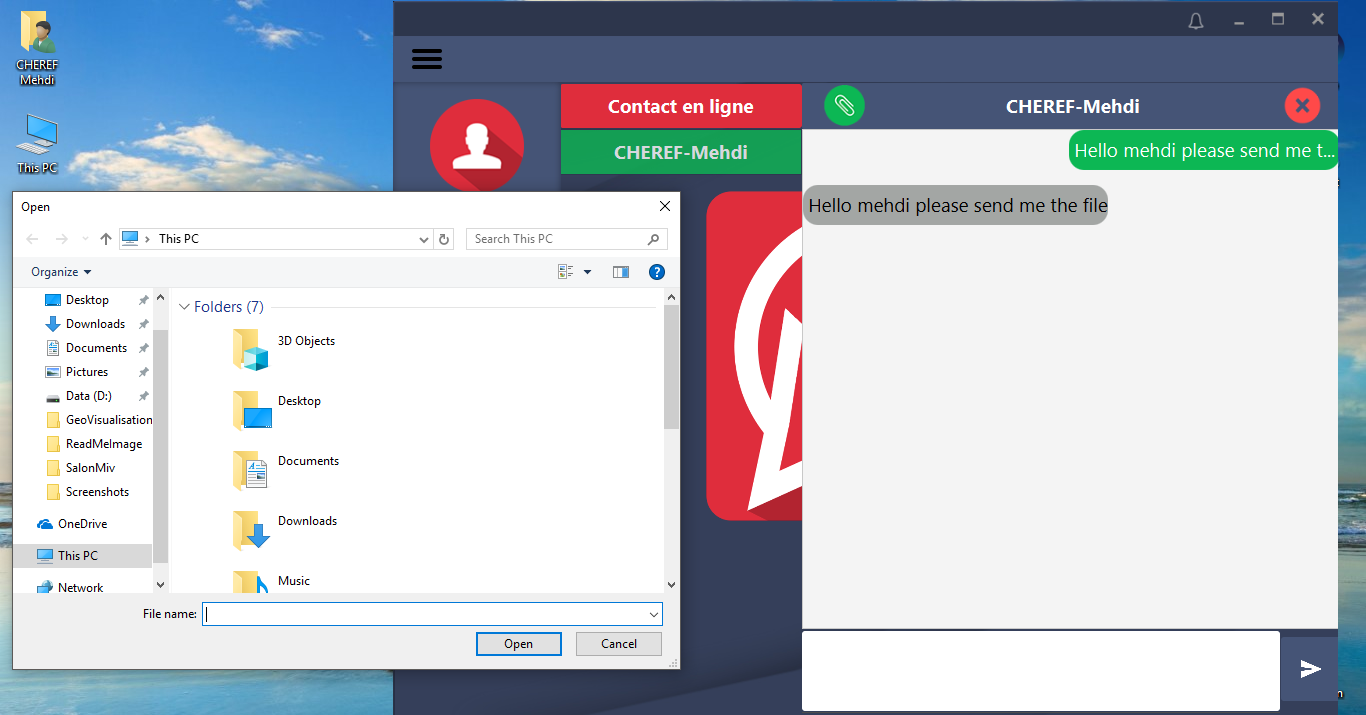 CHEREF
Mehdi
This PC
Contact en ligne
CHEREF-Mehdi
CHEREF-Mehdi
Hello mehdi please send me t...
Hello mehdi please send me the file
Open
This PC
Search This PC
Organize
Desktop
Downloads
Documents
Pictures
Data (D:)
GeoVisualisation
ReadMeImage
SalonMiv
Screenshots
OneDrive
This PC
Network
Folders (7)
3D Objects
Desktop
Documents
Downloads
Music
File name:
Open
Cancel